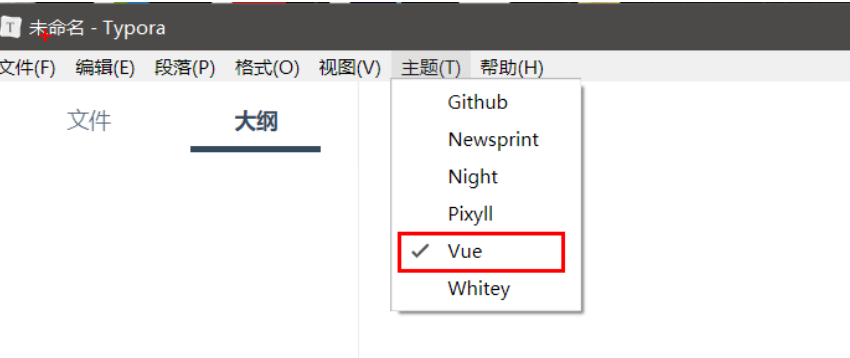 未命名 - Typora
文件(F) 编辑(E) 段落(P) 格式(O) 视图(V) 主题(T) 帮助(H)
文件 大纲
Github
Newsprint
Night
Pixyll
✓ Vue
Whitey